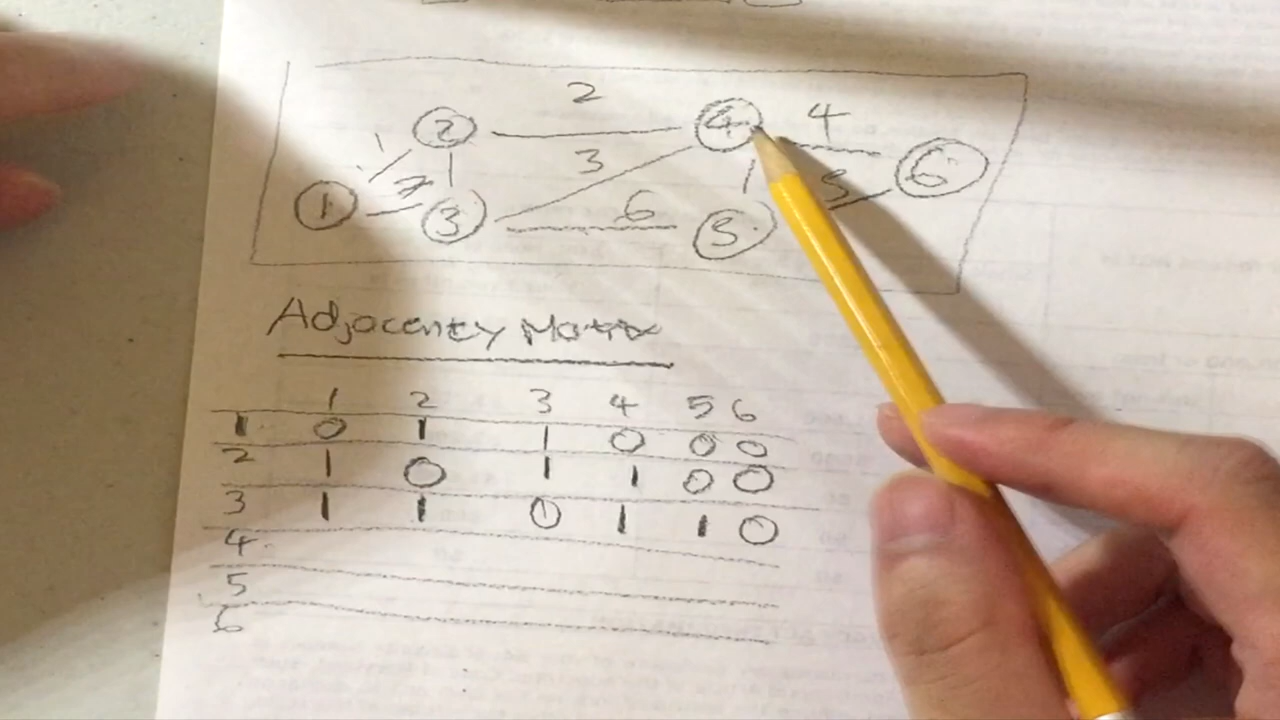 2
② ④ 4
1 3 ⑥
① 7 ③ 6 ⑤ 5
Adjacency Matrix
1 2 3 4 5 6
1 0 1 1 0 0 0
2 1 0 1 1 0 0
3 1 1 0 1 1 0
4
5
6